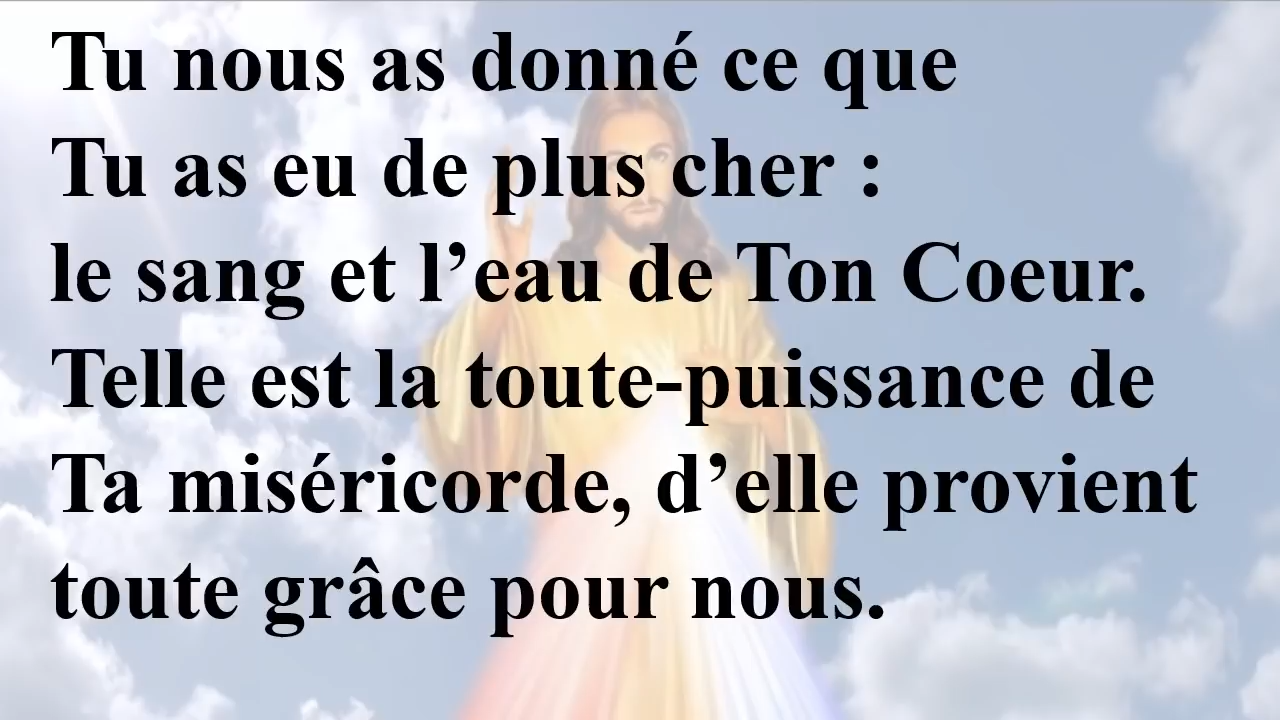 Tu nous as donné ce que
Tu as eu de plus cher :
le sang et l’eau de Ton Coeur.
Telle est la toute-puissance de
Ta miséricorde, d’elle provient
toute grâce pour nous.